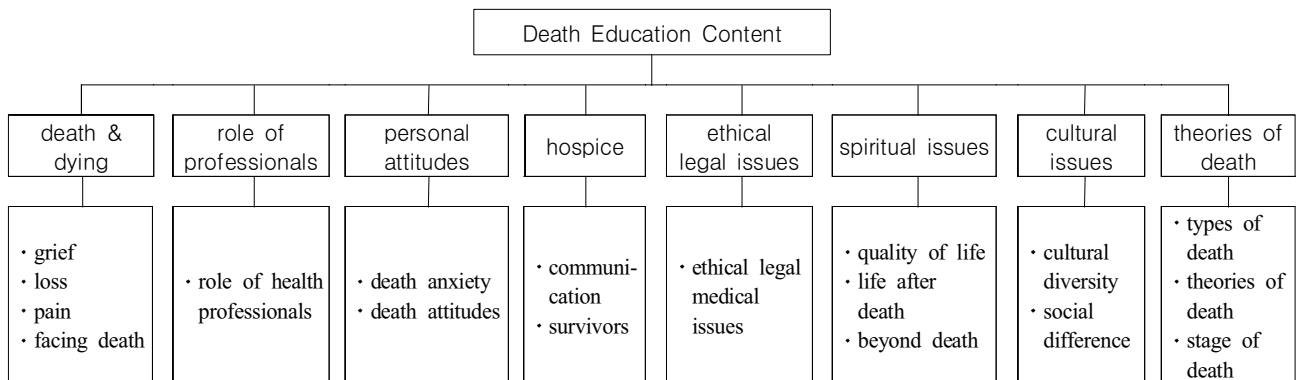 Death Education Content
death &
dying
role of
professionals
personal
attitudes
hospice
ethical
legal issues
spiritual issues
cultural
issues
theories of
death
· grief
· loss
· pain
· facing death
· role of health
professionals
· death anxiety
· death attitudes
· communi-
cation
· survivors
· ethical legal
medical
issues
· quality of life
· life after
death
· beyond death
· cultural
diversity
· social
difference
· types of
death
· theories of
death
· stage of
death